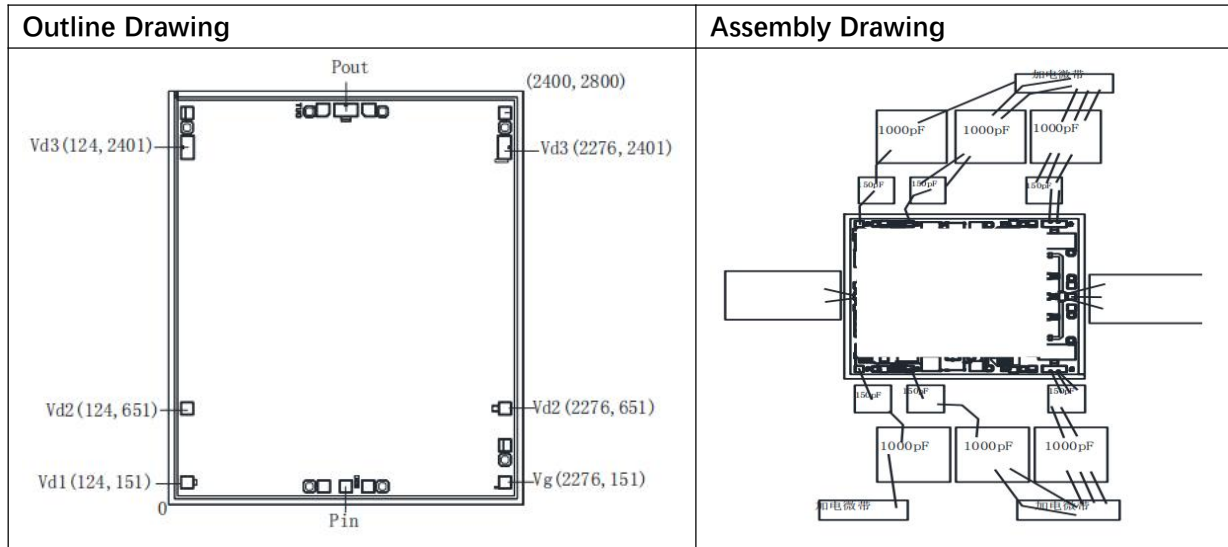 Outline Drawing
Assembly Drawing
Pout
(2400, 2800)
Vd3(124, 2401)
Vd3(2276, 2401)
Vd2(124, 651)
Vd2(2276, 651)
Vd1(124, 151)
Vg(2276, 151)
0
Pin
加电微带
1000pF
1000pF
1000pF
150pF
150pF
150pF
150pF
150pF
150pF
1000pF
1000pF
1000pF
加电微带
加电微带